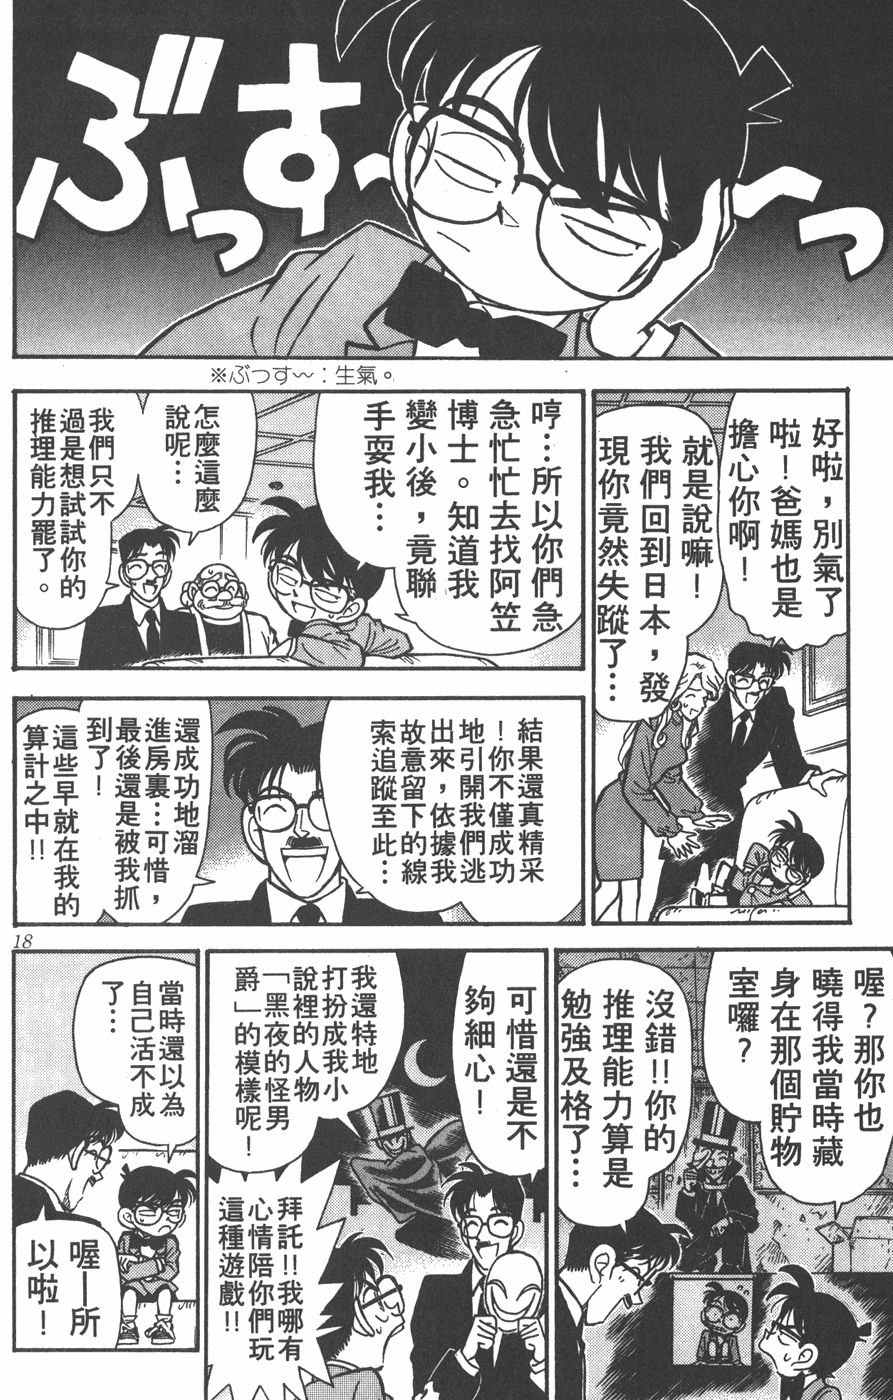 ぶっす〜〜っ
※ぶつす〜：生氣。
好啦，別氣了
啦！爸媽也是
擔心你啊！
就是說嘛！
我們回到日本，發
現你竟然失蹤了…
哼…所以你們急
急忙忙去找阿笠
博士。知道我
變小後，竟聯
手耍我…
怎麼這麼
說呢…
我們只不
過是想試試你的
推理能力罷了。
結果還真精采
！你不僅成功
地引開我們逃
出來，依據我
故意留下的線
索追蹤至此…
還成功地溜
進房裏…可惜，
最後還是被我抓
到了！
這些早就在我的
算計之中!!
18
喔？那你也
曉得我當時藏
身在那個貯物
室囉？
沒錯!!你的
推理能力算是
勉強及格了…
可惜還是不
夠細心！
我還特地
打扮成我小
說裡的人物
「黑夜的怪男
爵」的模樣呢！
拜託!!我哪有
心情陪你們玩
這種遊戲!!
當時還以為
自己活不成
了…
喔—所
以啦！